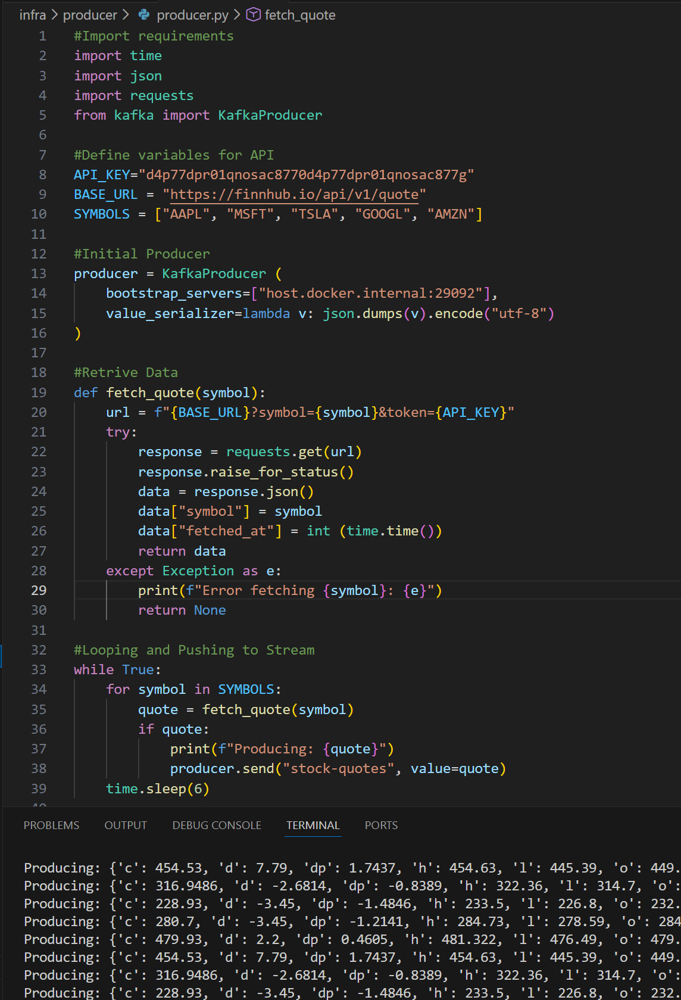 infra > producer > producer.py > fetch_quote
1 #Import requirements
2 import time
3 import json
4 import requests
5 from kafka import KafkaProducer
6
7 #Define variables for API
8 API_KEY="d4p77dpr01qnosac8770d4p77dpr01qnosac877g"
9 BASE_URL = "https://finnhub.io/api/v1/quote"
10 SYMBOLS = ["AAPL", "MSFT", "TSLA", "GOOGL", "AMZN"]
11
12 #Initial Producer
13 producer = KafkaProducer (
14     bootstrap_servers=["host.docker.internal:29092"],
15     value_serializer=lambda v: json.dumps(v).encode("utf-8")
16 )
17
18 #Retrive Data
19 def fetch_quote(symbol):
20     url = f"{BASE_URL}?symbol={symbol}&token={API_KEY}"
21     try:
22         response = requests.get(url)
23         response.raise_for_status()
24         data = response.json()
25         data["symbol"] = symbol
26         data["fetched_at"] = int (time.time())
27         return data
28     except Exception as e:
29         print(f"Error fetching {symbol}: {e}")
30         return None
31
32 #Looping and Pushing to Stream
33 while True:
34     for symbol in SYMBOLS:
35         quote = fetch_quote(symbol)
36         if quote:
37             print(f"Producing: {quote}")
38             producer.send("stock-quotes", value=quote)
39     time.sleep(6)
PROBLEMS OUTPUT DEBUG CONSOLE TERMINAL PORTS
Producing: {'c': 454.53, 'd': 7.79, 'dp': 1.7437, 'h': 454.63, 'l': 445.39, 'o': 449.
Producing: {'c': 316.9486, 'd': -2.6814, 'dp': -0.8389, 'h': 322.36, 'l': 314.7, 'o':
Producing: {'c': 228.93, 'd': -3.45, 'dp': -1.4846, 'h': 233.5, 'l': 226.8, 'o': 232.
Producing: {'c': 280.7, 'd': -3.45, 'dp': -1.2141, 'h': 284.73, 'l': 278.59, 'o': 284
Producing: {'c': 479.93, 'd': 2.2, 'dp': 0.4605, 'h': 481.322, 'l': 476.49, 'o': 479.
Producing: {'c': 454.53, 'd': 7.79, 'dp': 1.7437, 'h': 454.63, 'l': 445.39, 'o': 449.
Producing: {'c': 316.9486, 'd': -2.6814, 'dp': -0.8389, 'h': 322.36, 'l': 314.7, 'o':
Producing: {'c': 228.93, 'd': -3.45, 'dp': -1.4846, 'h': 233.5, 'l': 226.8, 'o': 232.